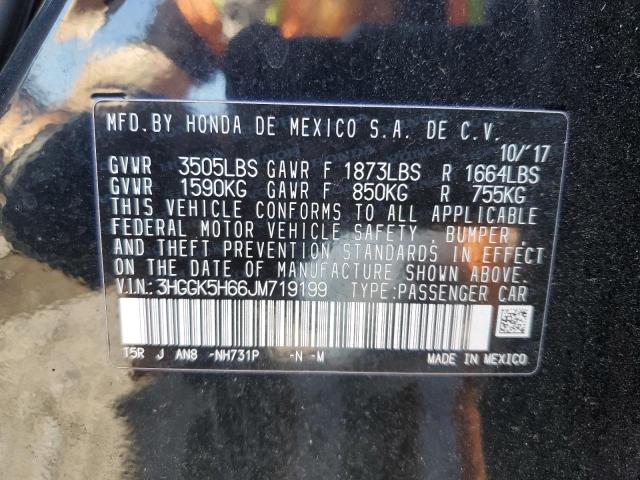 MFD.BY HONDA DE MEXICO S.A. DE C.V.
10/'17
GVWR 3505LBS GAWR F 1873LBS R 1664LBS
GVWR 1590KG GAWR F 850KG R 755KG
THIS VEHICLE CONFORMS TO ALL APPLICABLE
FEDERAL MOTOR VEHICLE SAFETY, BUMPER,
AND THEFT PREVENTION STANDARDS IN EFFECT
ON THE DATE OF MANUFACTURE SHOWN ABOVE.
V.I.N.:3HGGK5H66JM719199 TYPE:PASSENGER CAR
T5R J AN8 -NH731P -N -M
MADE IN MEXICO